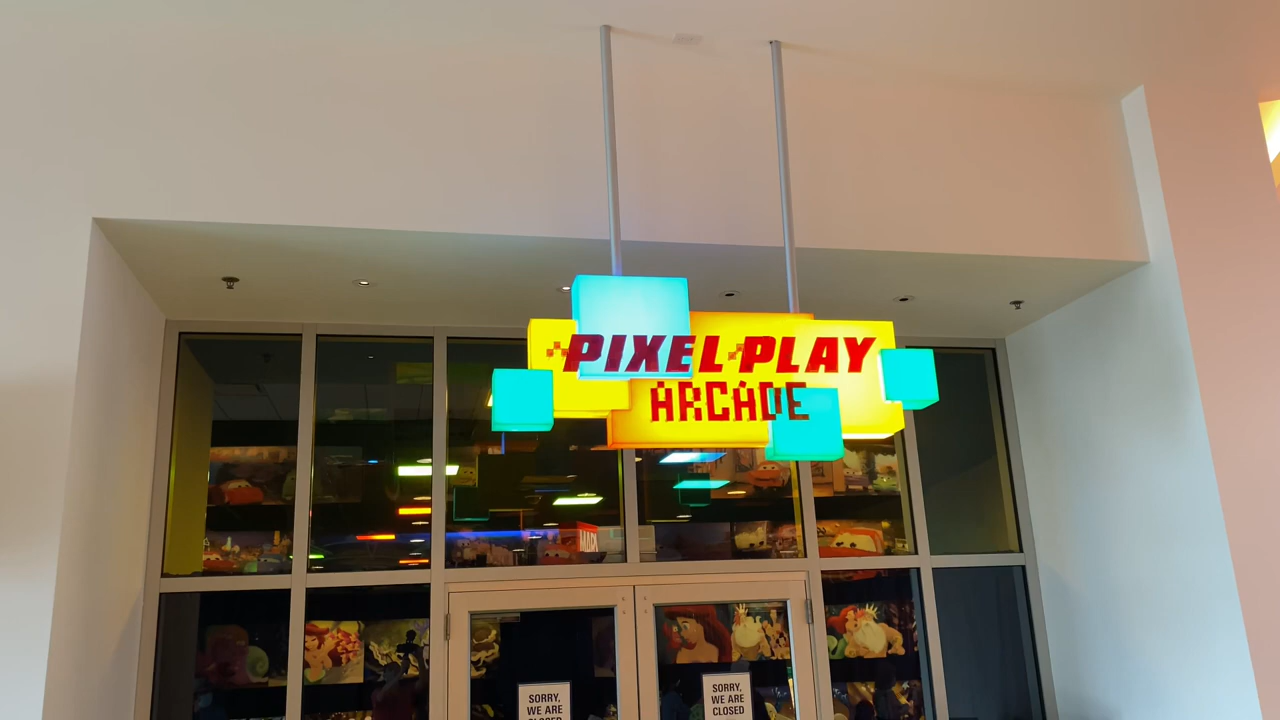 PIXEL PLAY
ARCADE
SORRY,
WE ARE
CLOSED
SORRY,
WE ARE
CLOSED